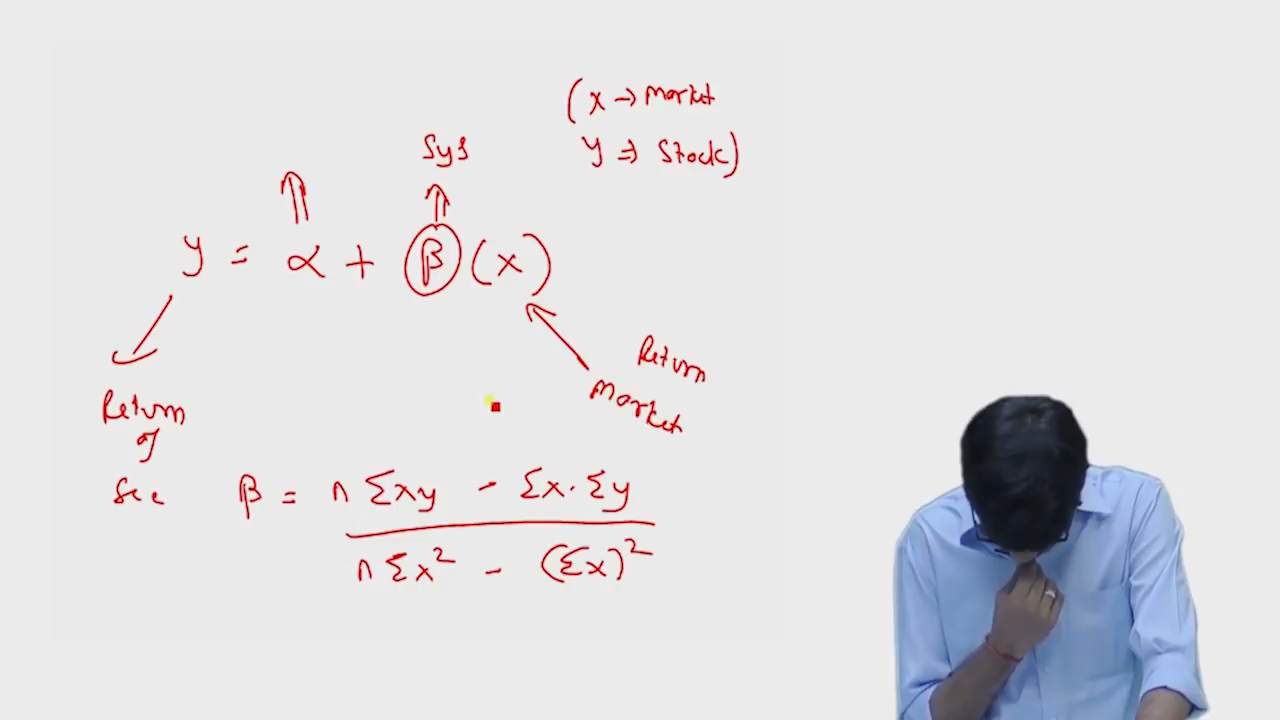 (x → market
y ⇒ stock)
Sys
y = α + β (x)
Return
market
Return
of
Sec
β = n Σxy - Σx. Σy
n Σx² - (Σx)²